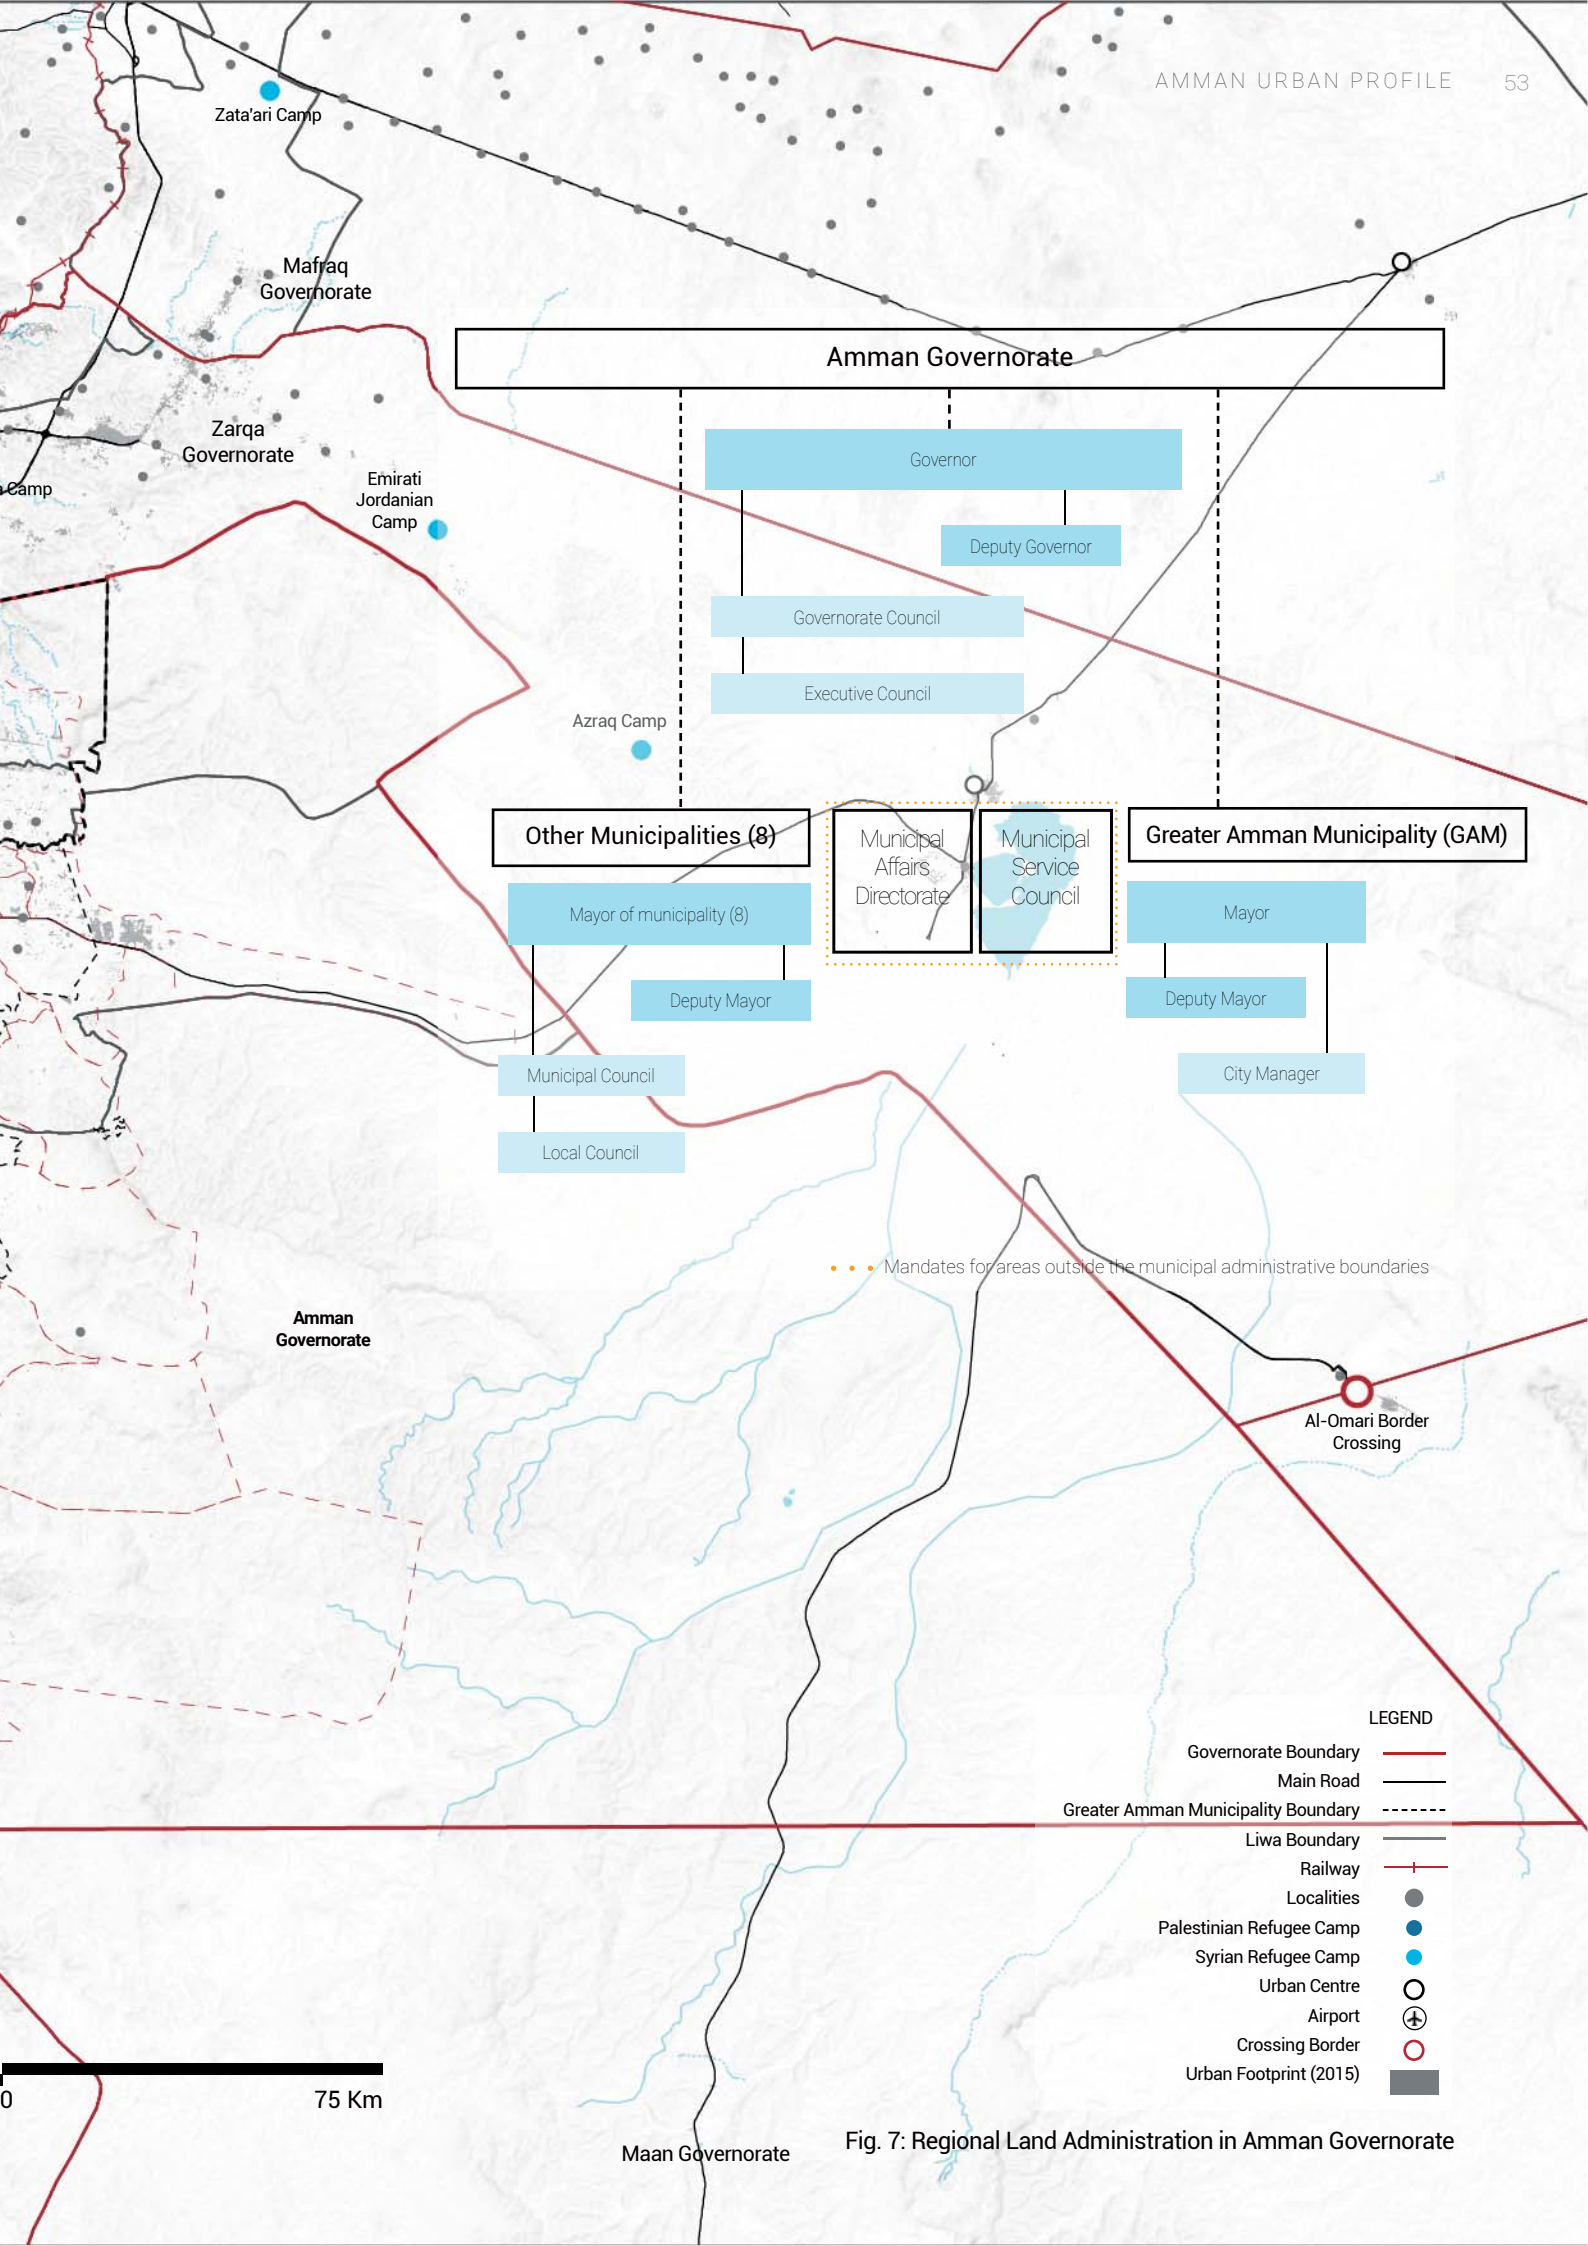 AMMAN URBAN PROFILE 53
Zata'ari Camp
Mafraq
Governorate
Amman Governorate
Zarqa
Governorate
Governor
Emirati
Jordanian
Camp
Camp
Deputy Governor
Governorate Council
Executive Council
Azraq Camp
Other Municipalities (8)
Municipal
Affairs
Directorate
Municipal
Service
Council
Greater Amman Municipality (GAM)
Mayor of municipality (8)
Mayor
Deputy Mayor
Deputy Mayor
Municipal Council
City Manager
Local Council
Mandates for areas outside the municipal administrative boundaries
Amman
Governorate
Al-Omari Border
Crossing
LEGEND
Governorate Boundary
Main Road
Greater Amman Municipality Boundary
Liwa Boundary
Railway
Localities
Palestinian Refugee Camp
Syrian Refugee Camp
Urban Centre
Airport
Crossing Border
Urban Footprint (2015)
0 75 Km
Maan Governorate
Fig. 7: Regional Land Administration in Amman Governorate